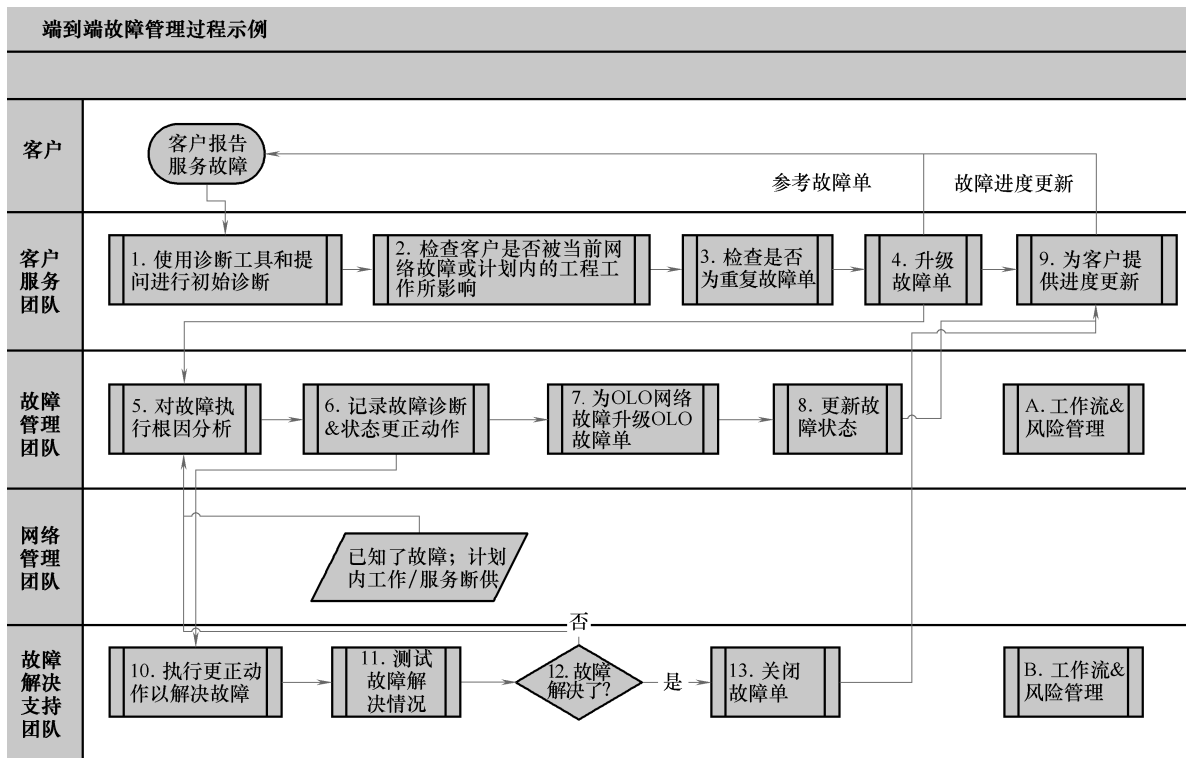 端到端故障管理过程示例
客户
客户报告
服务故障
参考故障单
故障进度更新
客户
服务
团队
1. 使用诊断工具和提
问进行初始诊断
2. 检查客户是否被当前网
络故障或计划内的工程工
作所影响
3. 检查是否
为重复故障单
4. 升级
故障单
9. 为客户提
供进度更新
故障
管理
团队
5. 对故障执
行根因分析
6. 记录故障诊断
&状态更正动作
7. 为OLO网络
故障升级OLO
故障单
8. 更新故
障状态
A. 工作流&
风险管理
网络
管理
团队
已知了故障；计划
内工作/服务断供
故障
解决
支持
团队
10. 执行更正动
作以解决故障
11. 测试
故障解
决情况
否
12. 故障
解决了?
是
13. 关闭
故障单
B. 工作流&
风险管理